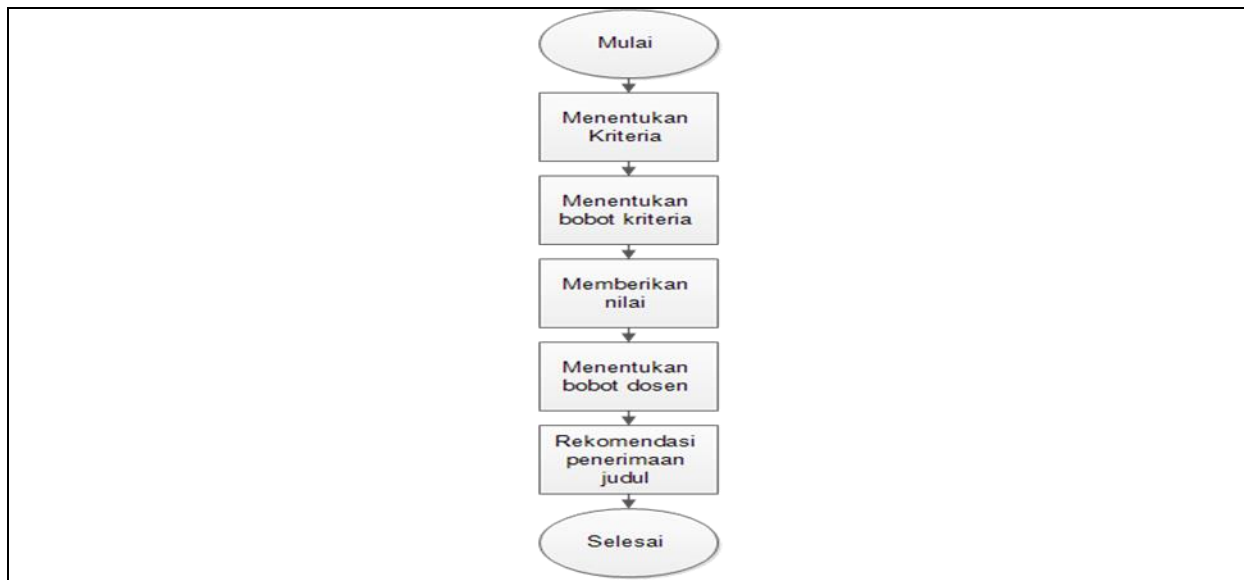 Mulai
Menentukan
Kriteria
Menentukan
bobot kriteria
Memberikan
nilai
Menentukan
bobot dosen
Rekomendasi
penerimaan
judul
Selesai